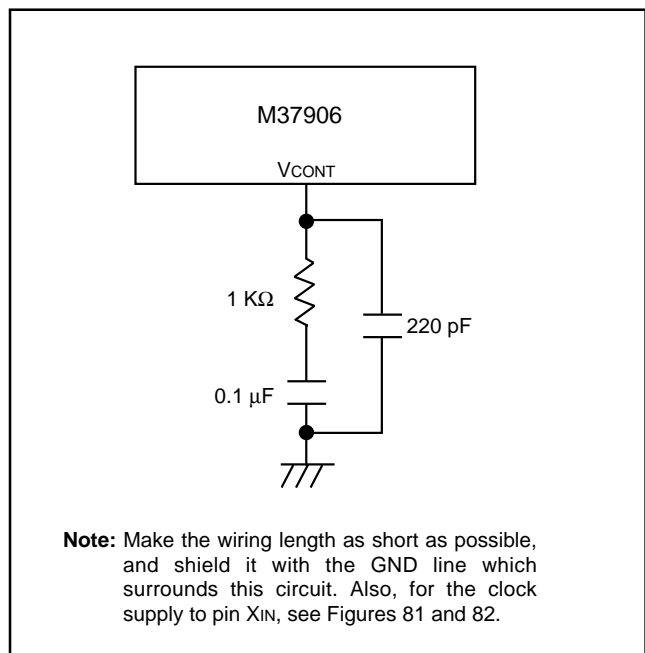 M37906
VCONT
1 KΩ
220 pF
0.1 μF
Note: Make the wiring length as short as possible,
and shield it with the GND line which
surrounds this circuit. Also, for the clock
supply to pin XIN, see Figures 81 and 82.